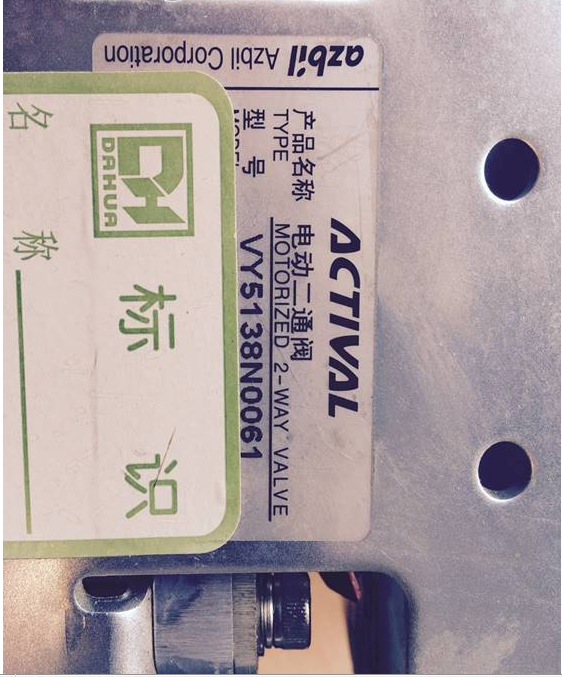 azbil Azbil Corporation
ACTIVAL
产品名称 电动二通阀
TYPE MOTORIZED 2-WAY VALVE
型号 VY5138N0061
DAHUA
标 识
名 称